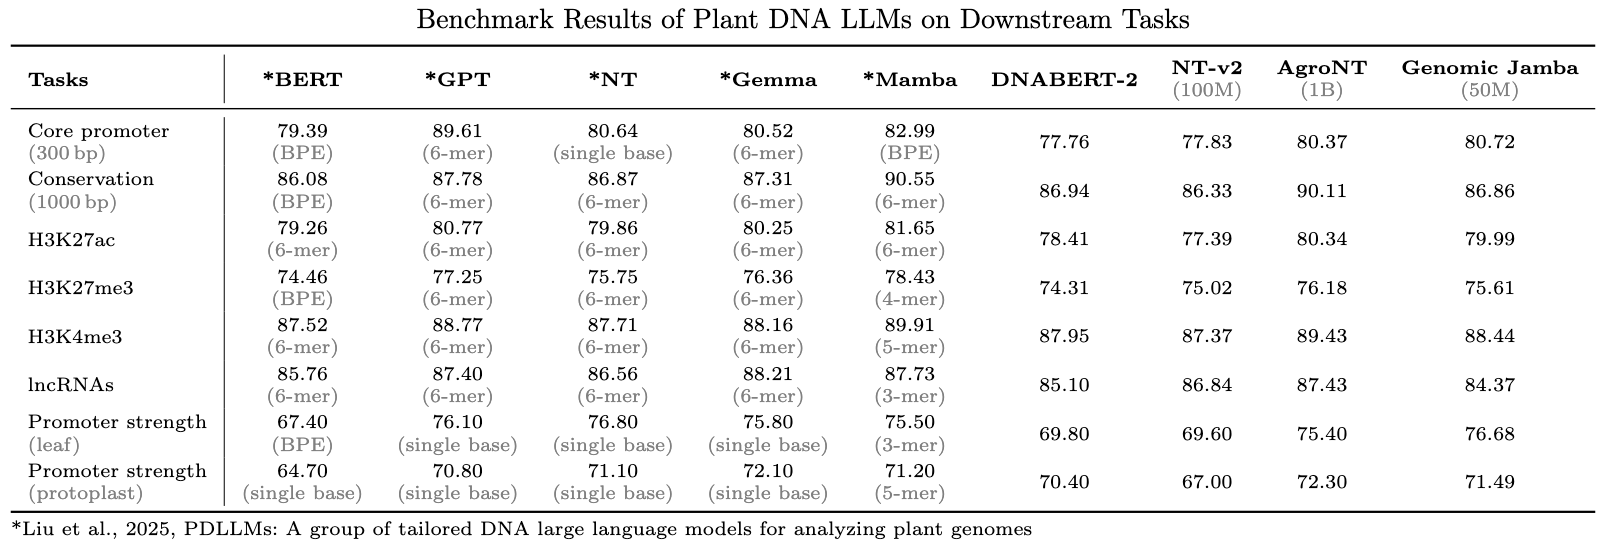 Benchmark Results of Plant DNA LLMs on Downstream Tasks
Tasks *BERT *GPT *NT *Gemma *Mamba DNABERT-2 NT-v2 (100M) AgroNT (1B) Genomic Jamba (50M)
Core promoter 79.39 89.61 80.64 80.52 82.99 77.76 77.83 80.37 80.72
(300 bp) (BPE) (6-mer) (single base) (6-mer) (BPE)
Conservation 86.08 87.78 86.87 87.31 90.55 86.94 86.33 90.11 86.86
(1000 bp) (BPE) (6-mer) (6-mer) (6-mer) (6-mer)
H3K27ac 79.26 80.77 79.86 80.25 81.65 78.41 77.39 80.34 79.99
(6-mer) (6-mer) (6-mer) (6-mer) (6-mer)
H3K27me3 74.46 77.25 75.75 76.36 78.43 74.31 75.02 76.18 75.61
(BPE) (6-mer) (6-mer) (6-mer) (4-mer)
H3K4me3 87.52 88.77 87.71 88.16 89.91 87.95 87.37 89.43 88.44
(6-mer) (6-mer) (6-mer) (6-mer) (5-mer)
lncRNAs 85.76 87.40 86.56 88.21 87.73 85.10 86.84 87.43 84.37
(6-mer) (6-mer) (6-mer) (6-mer) (3-mer)
Promoter strength 67.40 76.10 76.80 75.80 75.50 69.80 69.60 75.40 76.68
(leaf) (BPE) (single base) (single base) (single base) (3-mer)
Promoter strength 64.70 70.80 71.10 72.10 71.20 70.40 67.00 72.30 71.49
(protoplast) (single base) (single base) (single base) (single base) (5-mer)
*Liu et al., 2025, PDLLMs: A group of tailored DNA large language models for analyzing plant genomes